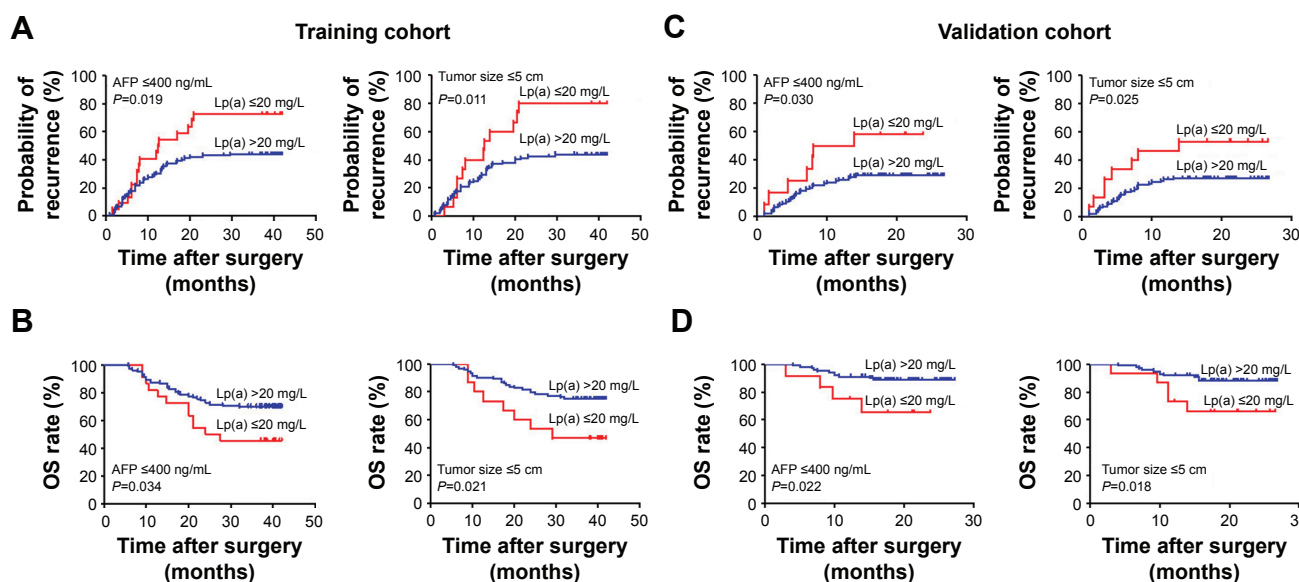 A
Training cohort
C
Validation cohort
Probability of
recurrence (%)
100
80
60
40
20
0
AFP ≤400 ng/mL
P=0.019
Lp(a) ≤20 mg/L
Lp(a) >20 mg/L
0 10 20 30 40 50
Time after surgery
(months)
Probability of
recurrence (%)
100
80
60
40
20
0
Tumor size ≤5 cm
P=0.011
Lp(a) ≤20 mg/L
Lp(a) >20 mg/L
0 10 20 30 40 50
Time after surgery
(months)
Probability of
recurrence (%)
100
80
60
40
20
0
AFP ≤400 ng/mL
P=0.030
Lp(a) ≤20 mg/L
Lp(a) >20 mg/L
0 10 20 30
Time after surgery
(months)
Probability of
recurrence (%)
100
80
60
40
20
0
Tumor size ≤5 cm
P=0.025
Lp(a) ≤20 mg/L
Lp(a) >20 mg/L
0 10 20 30
Time after surgery
(months)
B
D
OS rate (%)
100
80
60
40
20
0
Lp(a) >20 mg/L
Lp(a) ≤20 mg/L
AFP ≤400 ng/mL
P=0.034
0 10 20 30 40 50
Time after surgery
(months)
OS rate (%)
100
80
60
40
20
0
Lp(a) >20 mg/L
Lp(a) ≤20 mg/L
Tumor size ≤5 cm
P=0.021
0 10 20 30 40 50
Time after surgery
(months)
OS rate (%)
100
80
60
40
20
0
Lp(a) >20 mg/L
Lp(a) ≤20 mg/L
AFP ≤400 ng/mL
P=0.022
0 10 20 30
Time after surgery
(months)
OS rate (%)
100
80
60
40
20
0
Lp(a) >20 mg/L
Lp(a) ≤20 mg/L
Tumor size ≤5 cm
P=0.018
0 10 20
Time after surgery
(months)